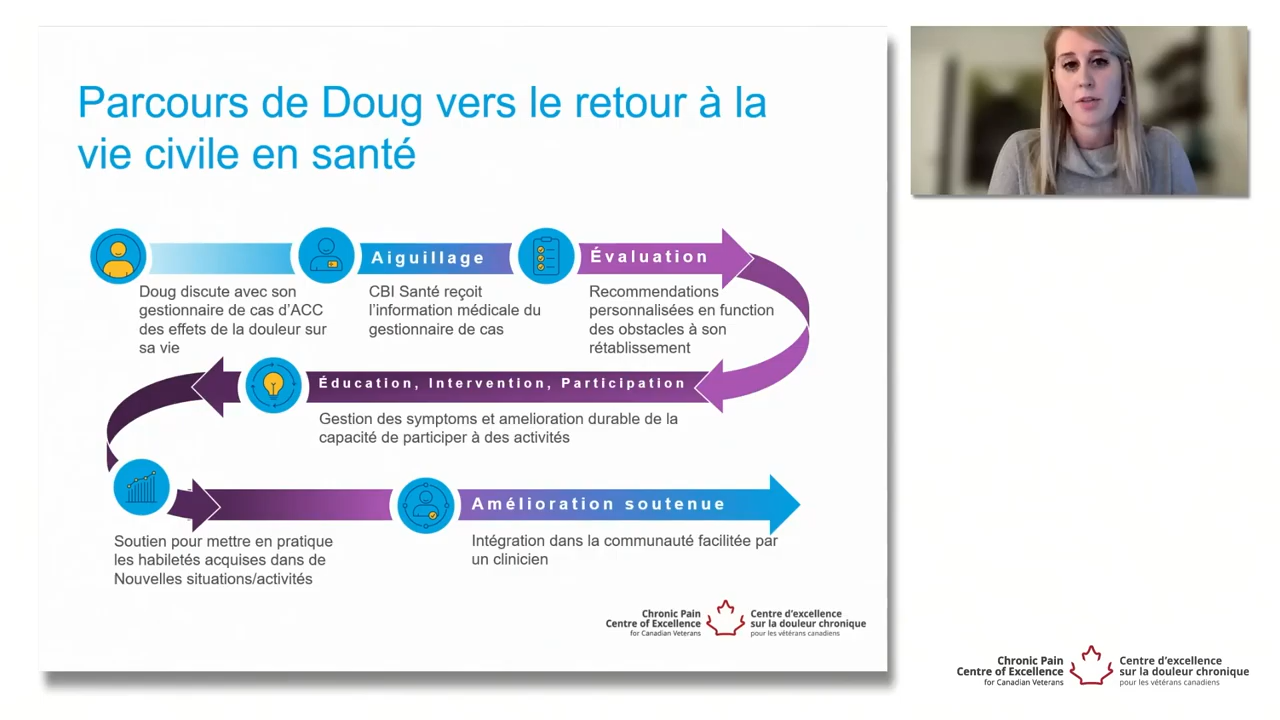 Parcours de Doug vers le retour à la
vie civile en santé
Aiguillage
Évaluation
Doug discute avec son
gestionnaire de cas d'ACC
des effets de la douleur sur
sa vie
CBI Santé reçoit
l'information médicale du
gestionnaire de cas
Recommendations
personnalisées en function
des obstacles à son
rétablissement
Éducation, Intervention, Participation
Gestion des symptoms et amelioration durable de la
capacité de participer à des activités
Soutien pour mettre en pratique
les habiletés acquises dans de
Nouvelles situations/activités
Amélioration soutenue
Intégration dans la communauté facilitée par
un clinicien
Chronic Pain
Centre of Excellence
for Canadian Veterans
Centre d'excellence
sur la douleur chronique
pour les vétérans canadiens
Chronic Pain
Centre of Excellence
for Canadian Veterans
Centre d'excellence
sur la douleur chronique
pour les vétérans canadiens